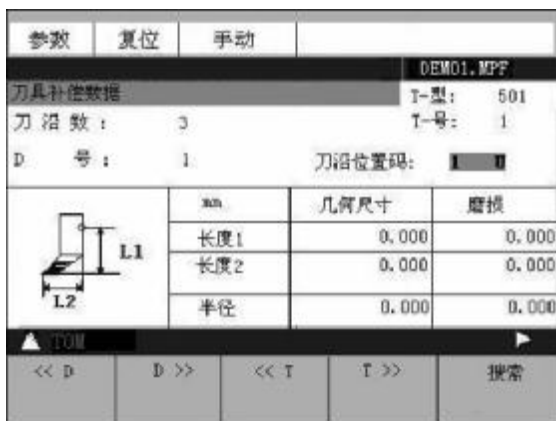 参数 复位 手动
DEMO1.MPF
刀具补偿数据 T-型: 501
刀 沿 数 : 3 T-号: 1
D 号 : 1 刀沿位置码: 1
mm 几何尺寸 磨损
L1 长度1 0.000 0.000
长度2 0.000 0.000
L2 半径 0.000 0.000
<< D D >> << T T >> 搜索